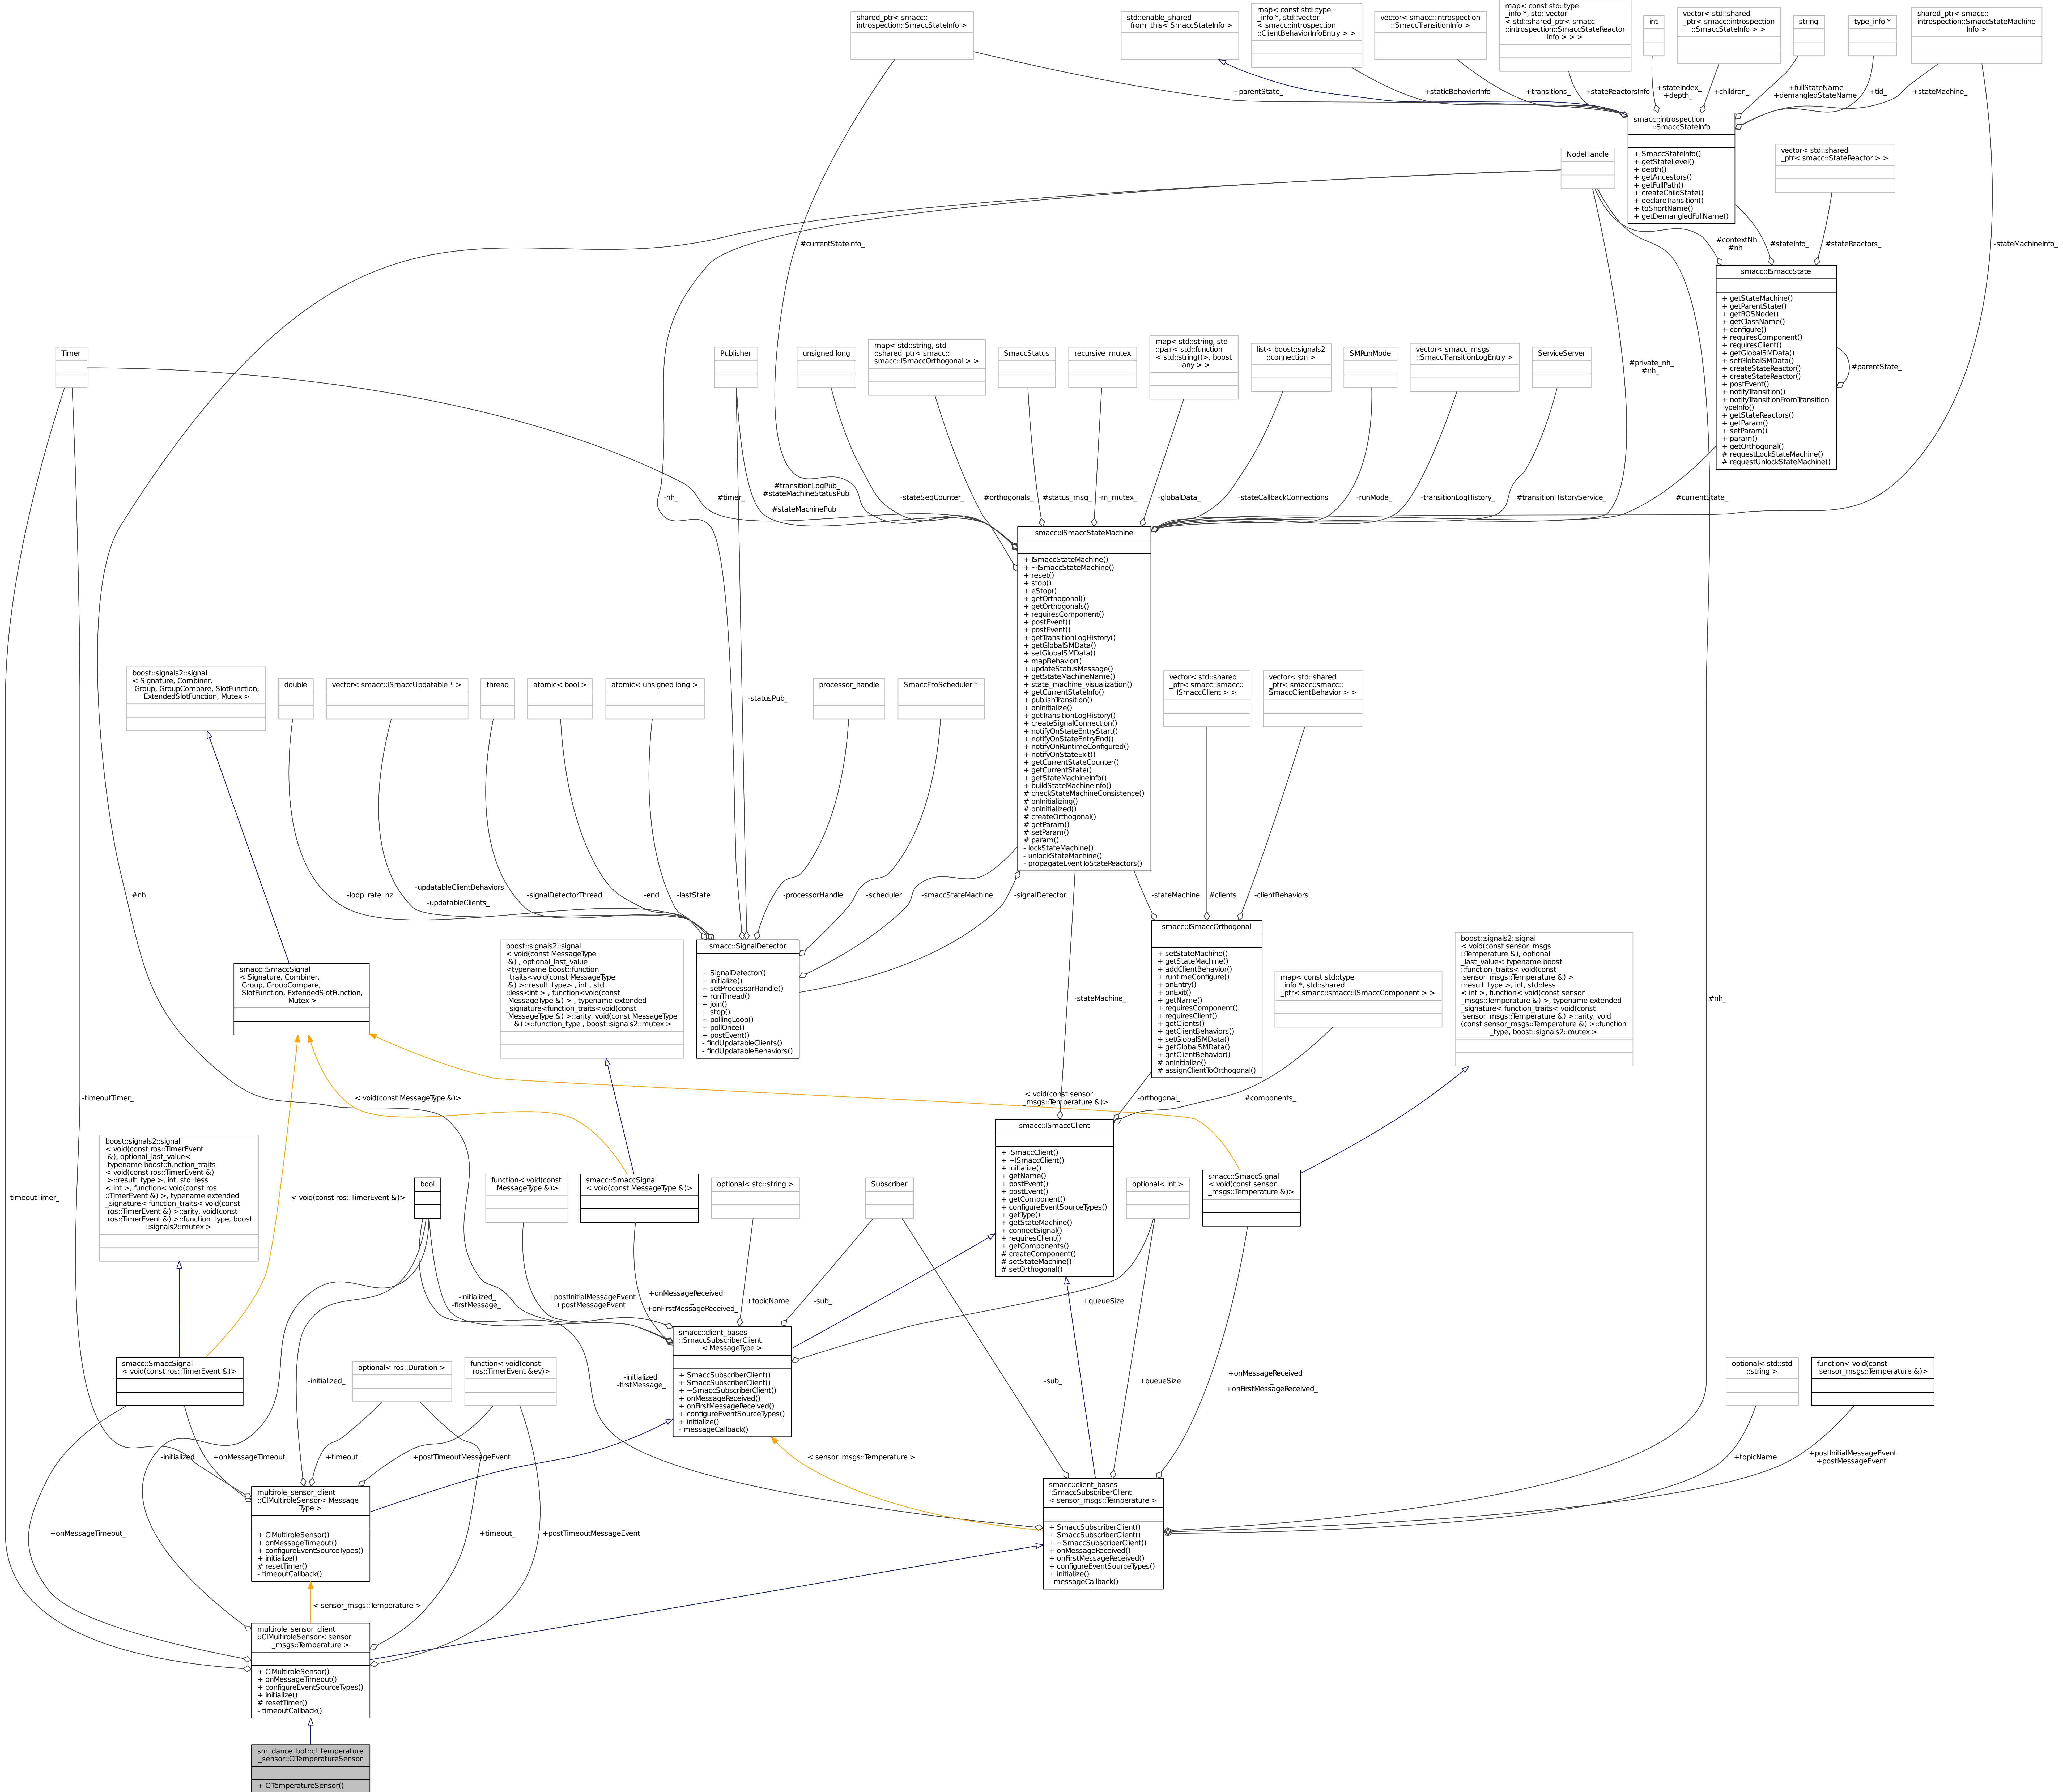 shared_ptr< smacc::
introspection::SmaccStateInfo >
std::enable_shared
_from_this< SmaccStateInfo >
map< const std::type
_info *, std::vector
< smacc::introspection
::ClientBehaviorInfoEntry > >
vector< smacc::introspection
::SmaccTransitionInfo >
map< const std::type
_info *, std::vector
< std::shared_ptr< smacc
::introspection::SmaccStateReactor
Info > > >
int
vector< std::shared
_ptr< smacc::introspection
::SmaccStateInfo > >
string
type_info *
shared_ptr< smacc::
introspection::SmaccStateMachine
Info >
+parentState_
+staticBehaviorInfo
+transitions_
+stateReactorsInfo
+stateIndex_
+depth_
+children_
+fullStateName
+demangledStateName
+tid_
+stateMachine_
smacc::introspection
::SmaccStateInfo
+ SmaccStateInfo()
+ getStateLevel()
+ depth()
+ getAncestors()
+ getFullPath()
+ createChildState()
+ declareTransition()
+ toShortName()
+ getDemangledFullName()
NodeHandle
vector< std::shared
_ptr< smacc::StateReactor > >
#currentStateInfo_
#contextNh
#nh
#stateInfo_
#stateReactors_
-stateMachineInfo_
smacc::ISmaccState
+ getStateMachine()
+ getParentState()
+ getROSNode()
+ getClassName()
+ configure()
+ requiresComponent()
+ requiresClient()
+ getGlobalSMData()
+ setGlobalSMData()
+ createStateReactor()
+ createStateReactor()
+ postEvent()
+ notifyTransition()
+ notifyTransitionFromTransition
TypeInfo()
+ getStateReactors()
+ getParam()
+ setParam()
+ param()
+ getOrthogonal()
# requestLockStateMachine()
# requestUnlockStateMachine()
#parentState_
Timer
Publisher
unsigned long
map< std::string, std
::shared_ptr< smacc::
smacc::ISmaccOrthogonal > >
SmaccStatus
recursive_mutex
map< std::string, std
::pair< std::function
< std::string()>, boost
::any > >
list< boost::signals2
::connection >
SMRunMode
vector< smacc_msgs
::SmaccTransitionLogEntry >
ServiceServer
#private_nh_
#nh_
-nh_
#timer_
#transitionLogPub_
#stateMachineStatusPub
_
#stateMachinePub_
-stateSeqCounter_
#orthogonals_
#status_msg_
-m_mutex_
-globalData_
-stateCallbackConnections
-runMode_
-transitionLogHistory_
#transitionHistoryService_
#currentState_
smacc::ISmaccStateMachine
+ ISmaccStateMachine()
+ ~ISmaccStateMachine()
+ reset()
+ stop()
+ eStop()
+ getOrthogonal()
+ getOrthogonals()
+ requiresComponent()
+ postEvent()
+ postEvent()
+ getTransitionLogHistory()
+ getGlobalSMData()
+ setGlobalSMData()
+ mapBehavior()
+ updateStatusMessage()
+ getStateMachineName()
+ state_machine_visualization()
+ getCurrentStateInfo()
+ publishTransition()
+ onInitialize()
+ getTransitionLogHistory()
+ createSignalConnection()
+ notifyOnStateEntryStart()
+ notifyOnStateEntryEnd()
+ notifyOnRuntimeConfigured()
+ notifyOnStateExit()
+ getCurrentStateCounter()
+ getCurrentState()
+ getStateMachineInfo()
+ buildStateMachineInfo()
# checkStateMachineConsistence()
# onInitializing()
# onInitialized()
# createOrthogonal()
# getParam()
# setParam()
# param()
- lockStateMachine()
- unlockStateMachine()
- propagateEventToStateReactors()
boost::signals2::signal
< Signature, Combiner,
Group, GroupCompare, SlotFunction,
ExtendedSlotFunction, Mutex >
double
vector< smacc::ISmaccUpdatable * >
thread
atomic< bool >
atomic< unsigned long >
-statusPub_
processor_handle
SmaccFifoScheduler *
vector< std::shared
_ptr< smacc::smacc::
ISmaccClient > >
vector< std::shared
_ptr< smacc::smacc::
SmaccClientBehavior > >
#nh_
-loop_rate_hz
-updatableClientBehaviors
_
-updatableClients_
-signalDetectorThread_
-end_
-lastState_
-processorHandle_
-scheduler_
-smaccStateMachine_
-signalDetector_
-stateMachine_
#clients_
-clientBehaviors_
smacc::SmaccSignal
< Signature, Combiner,
Group, GroupCompare,
SlotFunction, ExtendedSlotFunction,
Mutex >
boost::signals2::signal
< void(const MessageType
&) , optional_last_value
<typename boost::function
_traits<void(const MessageType
&) >::result_type> , int , std
::less<int > , function<void(const
MessageType &) > , typename extended
_signature<function_traits<void(const
MessageType &) >::arity, void(const MessageType
&) >::function_type , boost::signals2::mutex >
smacc::SignalDetector
+ SignalDetector()
+ initialize()
+ setProcessorHandle()
+ runThread()
+ join()
+ stop()
+ pollingLoop()
+ pollOnce()
+ postEvent()
- findUpdatableClients()
- findUpdatableBehaviors()
-stateMachine_
smacc::ISmaccOrthogonal
+ setStateMachine()
+ getStateMachine()
+ addClientBehavior()
+ runtimeConfigure()
+ onEntry()
+ onExit()
+ getName()
+ requiresComponent()
+ requiresClient()
+ getClients()
+ getClientBehaviors()
+ setGlobalSMData()
+ getGlobalSMData()
+ getClientBehavior()
# onInitialize()
# assignClientToOrthogonal()
map< const std::type
_info *, std::shared
_ptr< smacc::smacc::ISmaccComponent > >
boost::signals2::signal
< void(const sensor_msgs
::Temperature &), optional
_last_value< typename boost
::function_traits< void(const
sensor_msgs::Temperature &) >
::result_type >, int, std::less
< int >, function< void(const sensor
_msgs::Temperature &) >, typename extended
_signature< function_traits< void(const
sensor_msgs::Temperature &) >::arity, void
(const sensor_msgs::Temperature &) >::function
_type, boost::signals2::mutex >
#nh_
-timeoutTimer_
< void(const MessageType &)>
< void(const sensor
_msgs::Temperature &)>
-orthogonal_
#components_
boost::signals2::signal
< void(const ros::TimerEvent
&), optional_last_value<
typename boost::function_traits
< void(const ros::TimerEvent &)
>::result_type >, int, std::less
< int >, function< void(const ros
::TimerEvent &) >, typename extended
_signature< function_traits< void(const
ros::TimerEvent &) >::arity, void(const
ros::TimerEvent &) >::function_type, boost
::signals2::mutex >
-timeoutTimer_
< void(const ros::TimerEvent &)>
bool
function< void(const
MessageType &)>
smacc::SmaccSignal
< void(const MessageType &)>
optional< std::string >
Subscriber
smacc::ISmaccClient
+ ISmaccClient()
+ ~ISmaccClient()
+ initialize()
+ getName()
+ postEvent()
+ postEvent()
+ getComponent()
+ configureEventSourceTypes()
+ getType()
+ getStateMachine()
+ connectSignal()
+ requiresClient()
+ getComponents()
# createComponent()
# setStateMachine()
# setOrthogonal()
optional< int >
smacc::SmaccSignal
< void(const sensor
_msgs::Temperature &)>
-initialized_
-firstMessage_
+postInitialMessageEvent
+postMessageEvent
+onMessageReceived
_
+onFirstMessageReceived_
+topicName
-sub_
+queueSize
smacc::SmaccSignal
< void(const ros::TimerEvent &)>
-initialized_
optional< ros::Duration >
function< void(const
ros::TimerEvent &ev)>
-initialized_
-firstMessage_
smacc::client_bases
::SmaccSubscriberClient
< MessageType >
+ SmaccSubscriberClient()
+ SmaccSubscriberClient()
+ ~SmaccSubscriberClient()
+ onMessageReceived()
+ onFirstMessageReceived()
+ configureEventSourceTypes()
+ initialize()
- messageCallback()
-sub_
+queueSize
+onMessageReceived
_
+onFirstMessageReceived_
optional< std::std
::string >
function< void(const
sensor_msgs::Temperature &)>
-initialized_
+onMessageTimeout_
+timeout_
+postTimeoutMessageEvent
< sensor_msgs::Temperature >
+topicName
+postInitialMessageEvent
+postMessageEvent
multirole_sensor_client
::ClMultiroleSensor< Message
Type >
+ ClMultiroleSensor()
+ onMessageTimeout()
+ configureEventSourceTypes()
+ initialize()
# resetTimer()
- timeoutCallback()
smacc::client_bases
::SmaccSubscriberClient
< sensor_msgs::Temperature >
+ SmaccSubscriberClient()
+ SmaccSubscriberClient()
+ ~SmaccSubscriberClient()
+ onMessageReceived()
+ onFirstMessageReceived()
+ configureEventSourceTypes()
+ initialize()
- messageCallback()
+onMessageTimeout_
+timeout_
+postTimeoutMessageEvent
< sensor_msgs::Temperature >
multirole_sensor_client
::ClMultiroleSensor< sensor
_msgs::Temperature >
+ ClMultiroleSensor()
+ onMessageTimeout()
+ configureEventSourceTypes()
+ initialize()
# resetTimer()
- timeoutCallback()
sm_dance_bot::cl_temperature
_sensor::ClTemperatureSensor
+ ClTemperatureSensor()